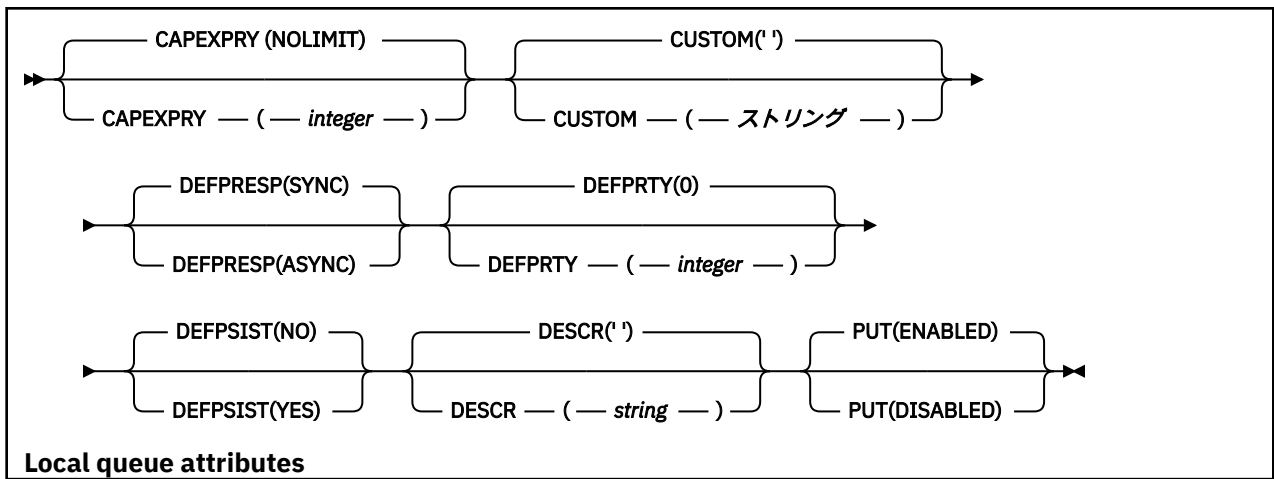 CAPEXPRY (NOLIMIT) CUSTOM(' ')
CAPEXPRY ( integer ) CUSTOM ( ストリング )
DEFPRESP(SYNC) DEFPRTY(0)
DEFPRESP(ASYNC) DEFPRTY ( integer )
DEFPSIST(NO) DESCR(' ') PUT(ENABLED)
DEFPSIST(YES) DESCR ( string ) PUT(DISABLED)
Local queue attributes